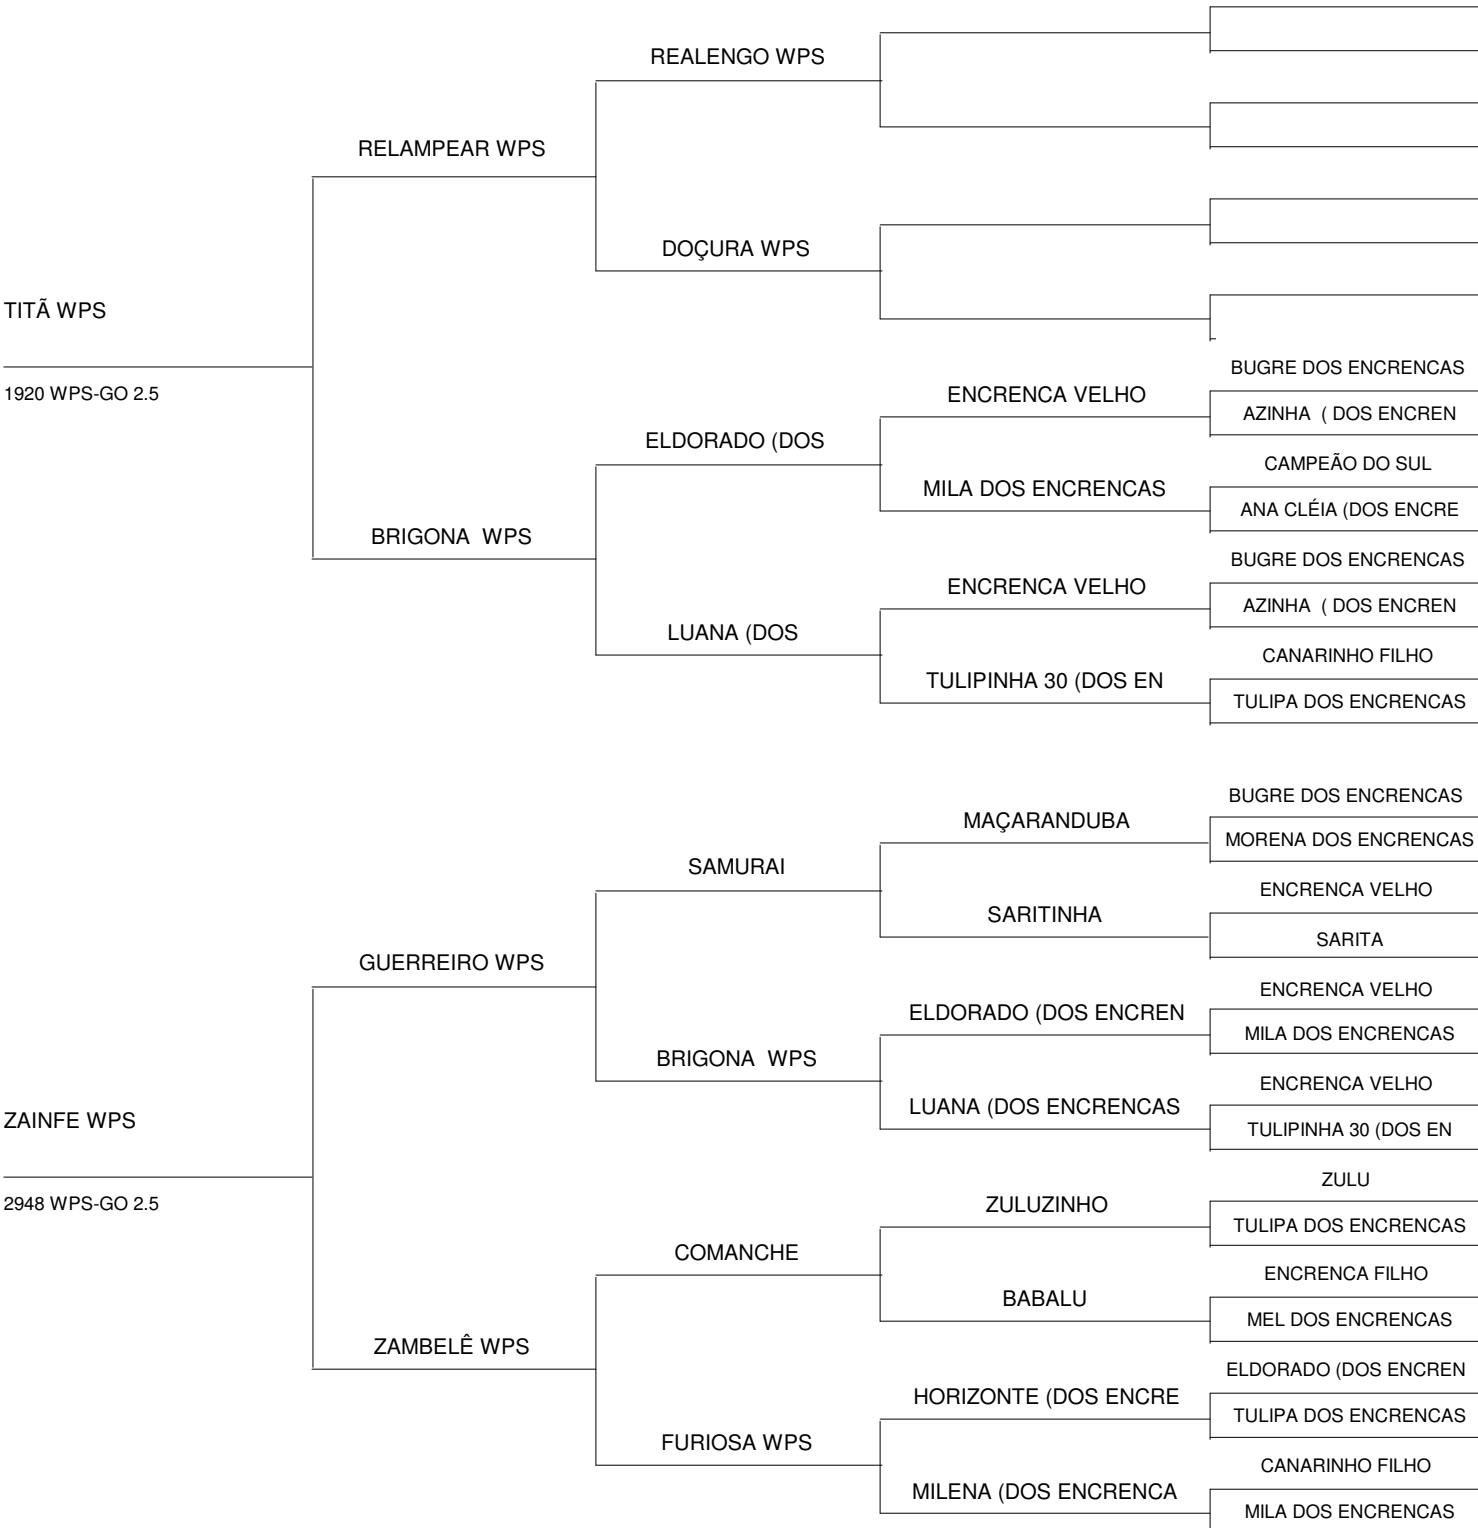 REALENGO WPS
RELAMPEAR WPS
DOÇURA WPS
TITÃ WPS
1920 WPS-GO 2.5
BUGRE DOS ENCRENCAS
ENCRENCA VELHO
AZINHA ( DOS ENCREN
ELDORADO (DOS
CAMPEÃO DO SUL
MILA DOS ENCRENCAS
ANA CLÉIA (DOS ENCRE
BRIGONA WPS
BUGRE DOS ENCRENCAS
ENCRENCA VELHO
AZINHA ( DOS ENCREN
LUANA (DOS
CANARINHO FILHO
TULIPINHA 30 (DOS EN
TULIPA DOS ENCRENCAS
BUGRE DOS ENCRENCAS
MAÇARANDUBA
MORENA DOS ENCRENCAS
SAMURAI
ENCRENCA VELHO
SARITINHA
SARITA
GUERREIRO WPS
ENCRENCA VELHO
ELDORADO (DOS ENCREN
MILA DOS ENCRENCAS
BRIGONA WPS
ENCRENCA VELHO
LUANA (DOS ENCRENCAS
TULIPINHA 30 (DOS EN
ZAINFE WPS
2948 WPS-GO 2.5
ZULU
ZULUZINHO
TULIPA DOS ENCRENCAS
COMANCHE
ENCRENCA FILHO
BABALU
MEL DOS ENCRENCAS
ZAMBELÊ WPS
ELDORADO (DOS ENCREN
HORIZONTE (DOS ENCRE
TULIPA DOS ENCRENCAS
FURIOSA WPS
CANARINHO FILHO
MILENA (DOS ENCRENCA
MILA DOS ENCRENCAS